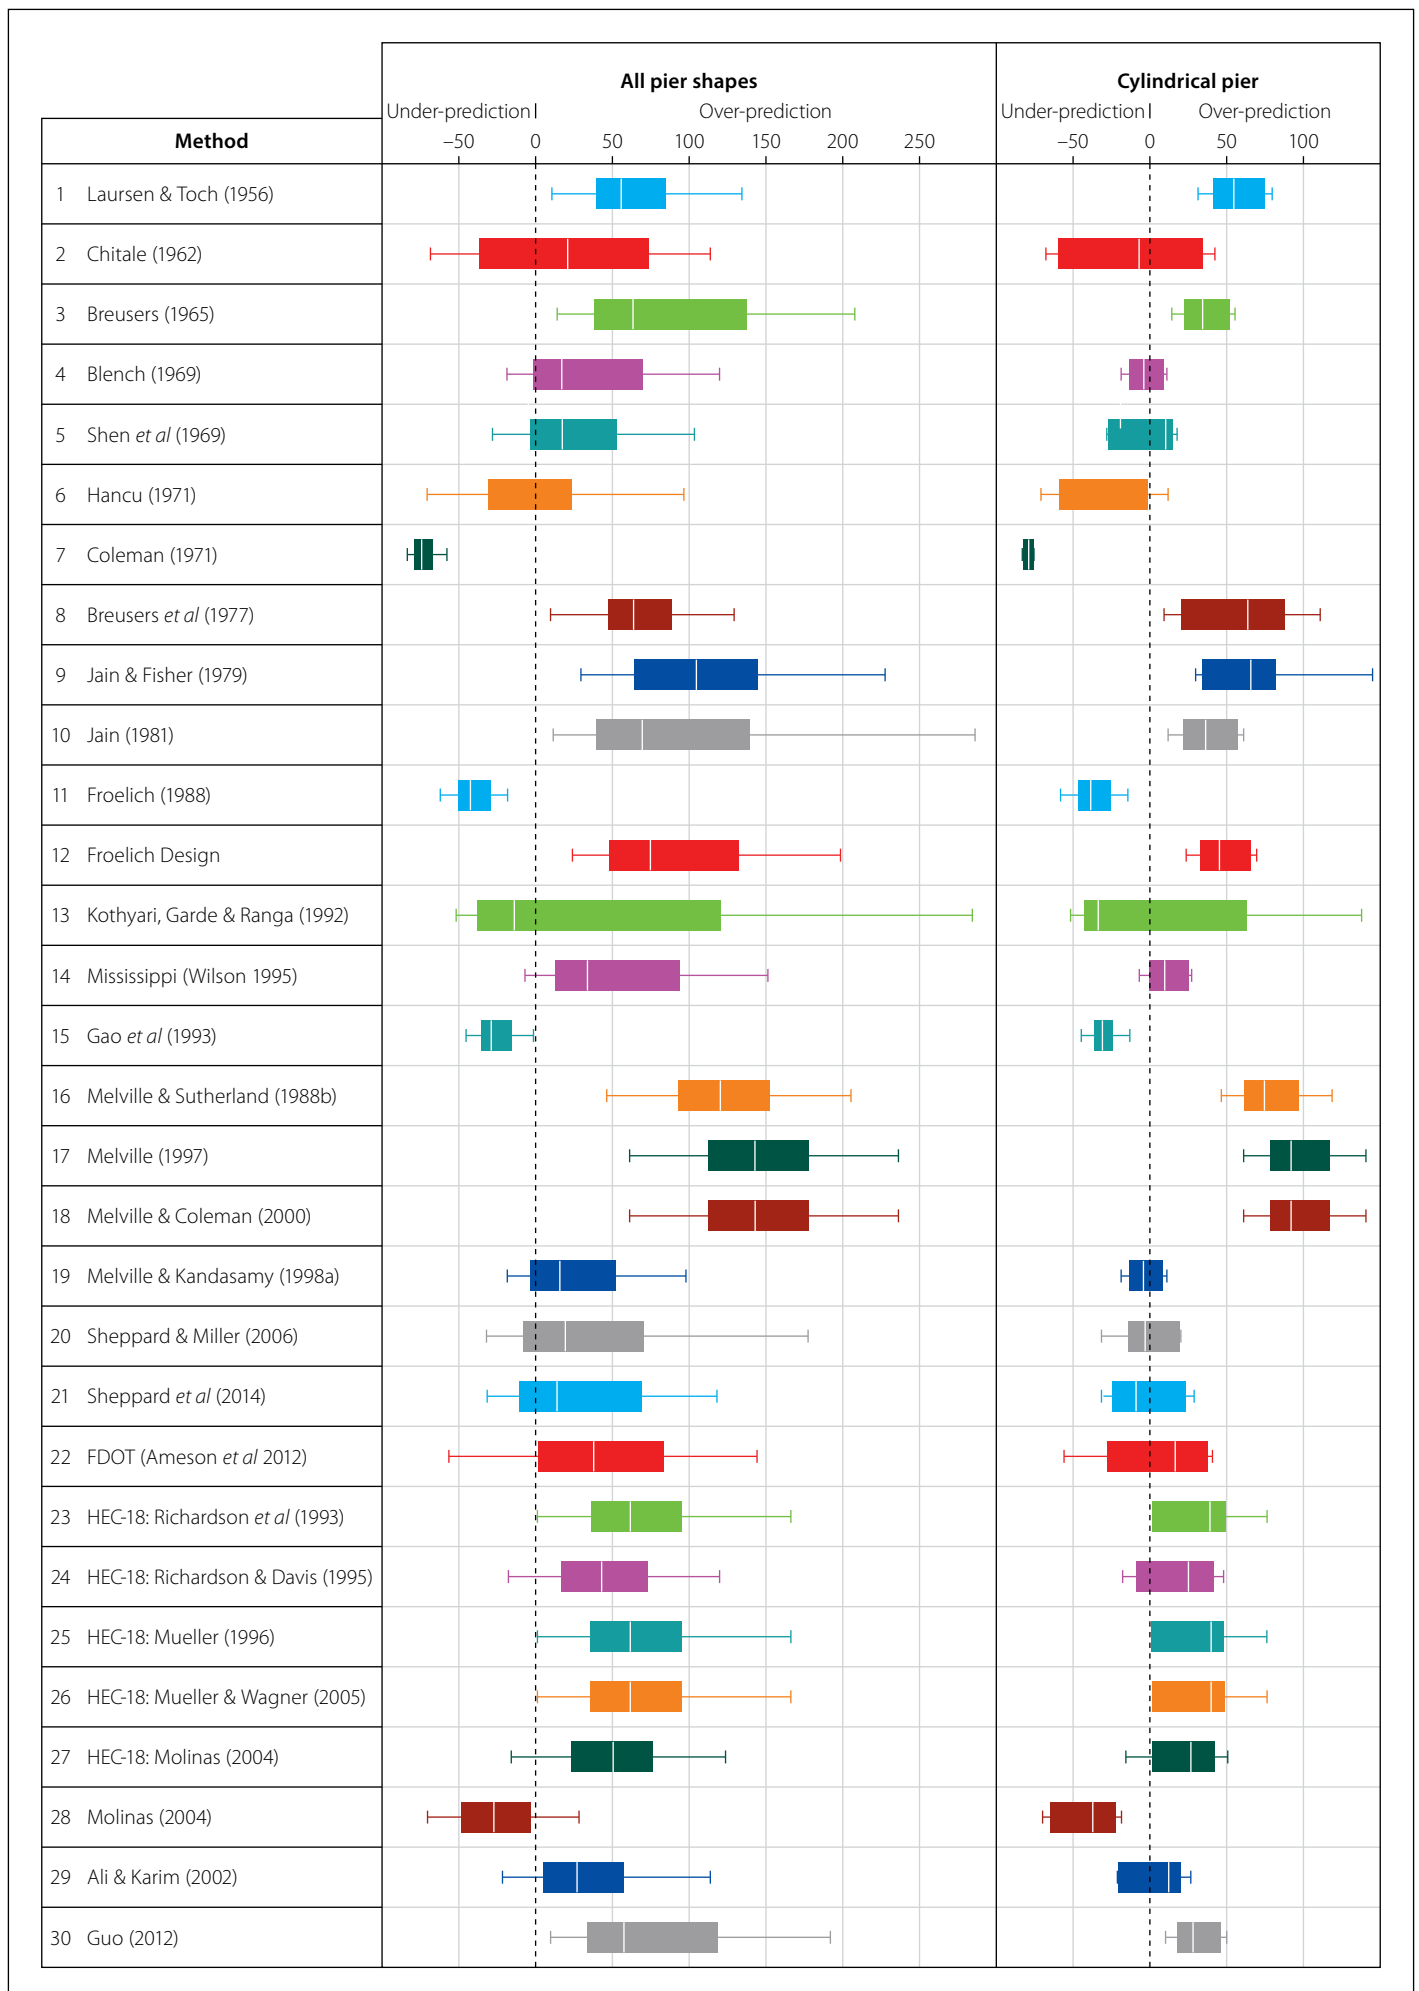 All pier shapes
Cylindrical pier
Under-prediction Over-prediction
Under-prediction Over-prediction
Method
−50 0 50 100 150 200 250
−50 0 50 100
1 Laursen & Toch (1956)
2 Chitale (1962)
3 Breusers (1965)
4 Blench (1969)
5 Shen et al (1969)
6 Hancu (1971)
7 Coleman (1971)
8 Breusers et al (1977)
9 Jain & Fisher (1979)
10 Jain (1981)
11 Froelich (1988)
12 Froelich Design
13 Kothyari, Garde & Ranga (1992)
14 Mississippi (Wilson 1995)
15 Gao et al (1993)
16 Melville & Sutherland (1988b)
17 Melville (1997)
18 Melville & Coleman (2000)
19 Melville & Kandasamy (1998a)
20 Sheppard & Miller (2006)
21 Sheppard et al (2014)
22 FDOT (Ameson et al 2012)
23 HEC-18: Richardson et al (1993)
24 HEC-18: Richardson & Davis (1995)
25 HEC-18: Mueller (1996)
26 HEC-18: Mueller & Wagner (2005)
27 HEC-18: Molinas (2004)
28 Molinas (2004)
29 Ali & Karim (2002)
30 Guo (2012)